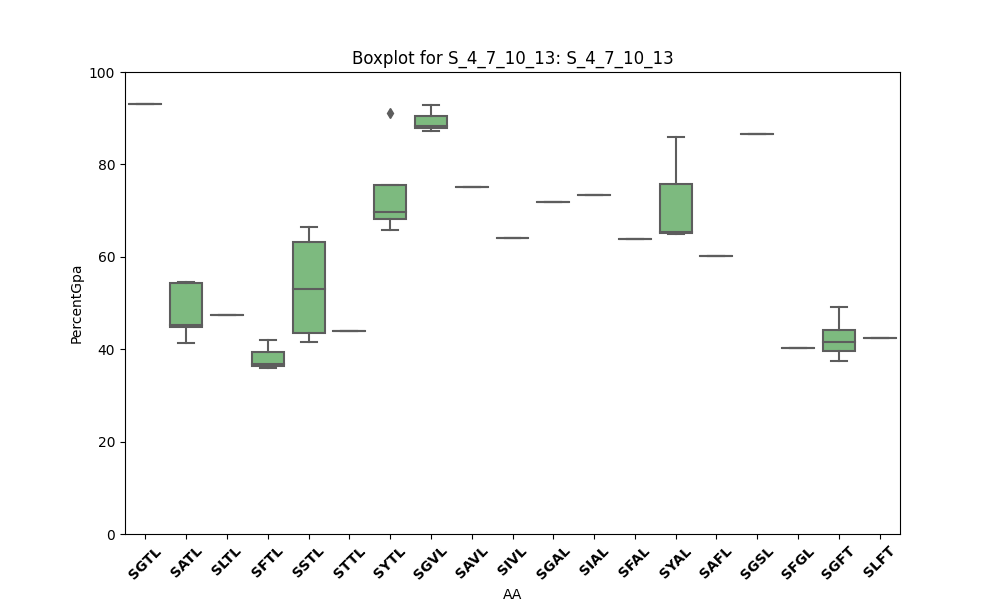 Boxplot for S_4_7_10_13: S_4_7_10_13
100
80
60
40
20
0
PercentGpa
SGTL SATL SLTL SFTL SSTL STTL SYTL SGVL SAVL SIVL SGAL SIAL SFAL SYAL SAFL SGSL SFGL SGFT SLFT
AA